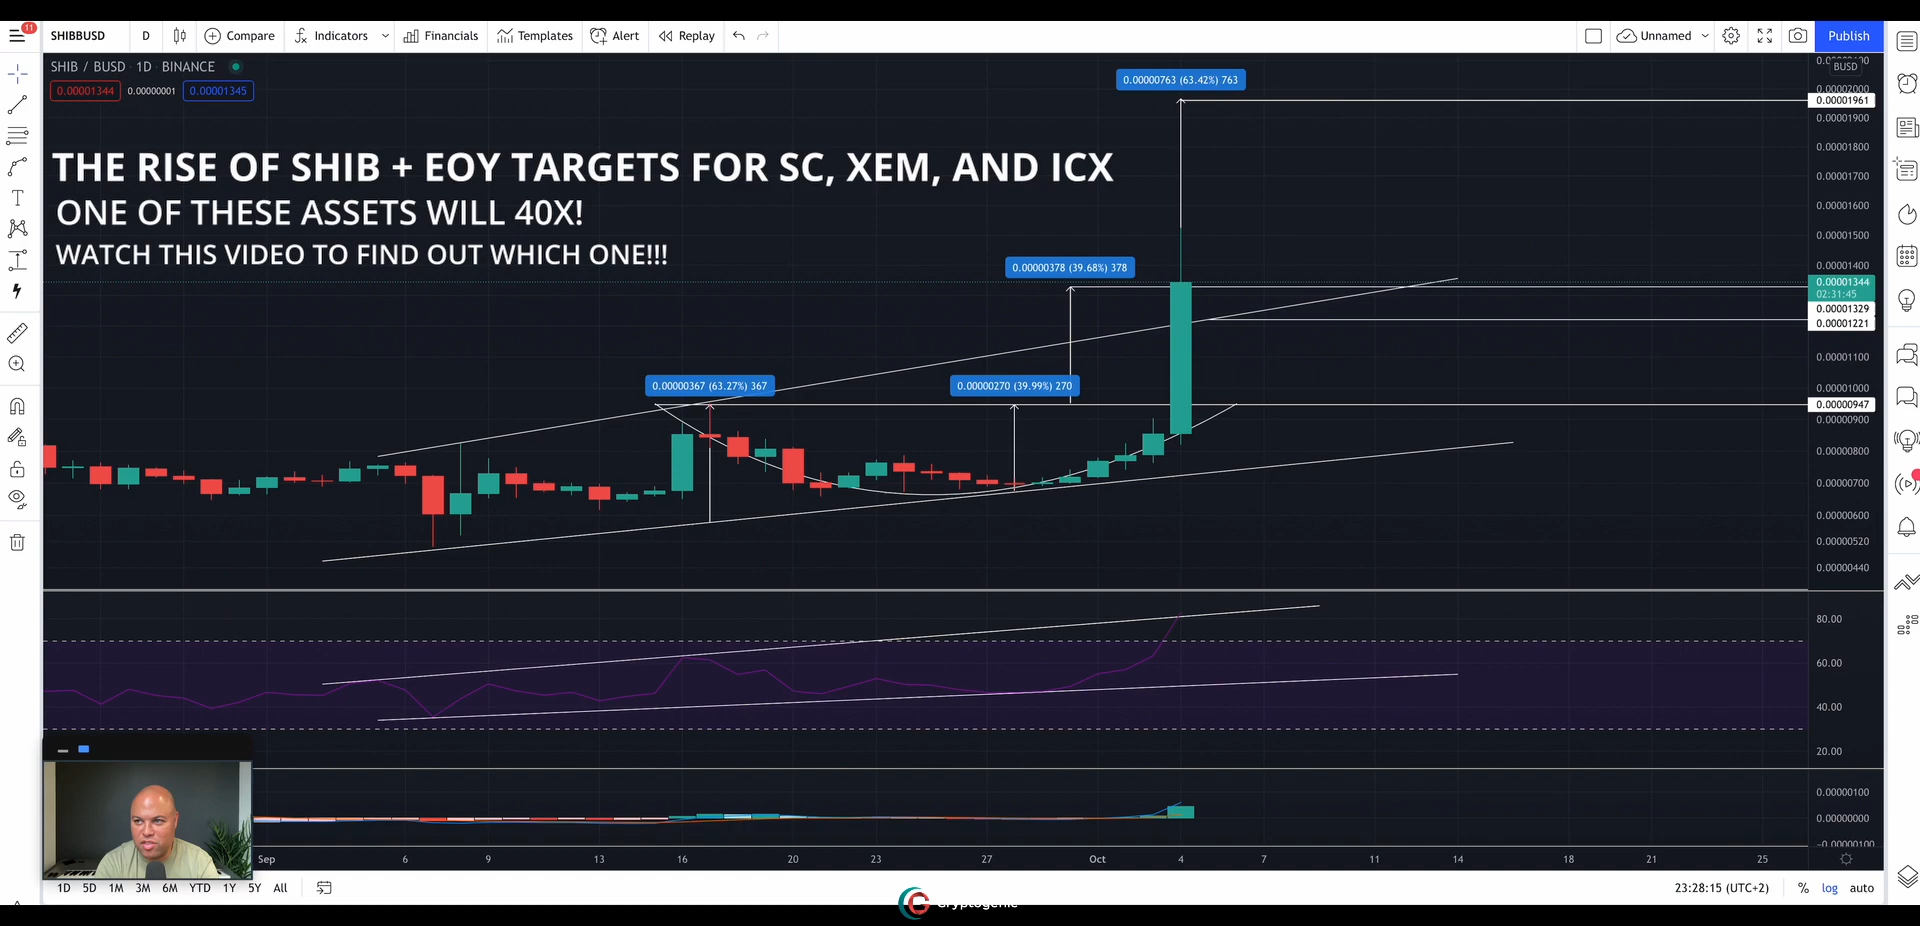 11
SHIBBUSD D Compare Indicators Financials Templates Alert Replay Unnamed Publish
SHIB / BUSD · 1D · BINANCE
BUSD
0.00001344 0.00000001 0.00001345
0.00000763 (63.42%) 763
0.00002000
0.00001961
0.00001900
THE RISE OF SHIB + EOY TARGETS FOR SC, XEM, AND ICX
ONE OF THESE ASSETS WILL 40X!
WATCH THIS VIDEO TO FIND OUT WHICH ONE!!!
0.00001800
0.00001700
0.00001600
0.00001500
0.00000378 (39.68%) 378
0.00001400
0.00001344
02:31:45
0.00001329
0.00001221
0.00001100
0.00000367 (63.27%) 367
0.00000270 (39.99%) 270
0.00001000
0.00000947
0.00000900
0.00000800
0.00000700
0.00000600
0.00000520
0.00000440
80.00
60.00
40.00
20.00
0.00000100
0.00000000
-0.00000100
Sep 6 9 13 16 20 23 27 Oct 4 7 11 14 18 21 25
1D 5D 1M 3M 6M YTD 1Y 5Y All 23:28:15 (UTC+2) % log auto